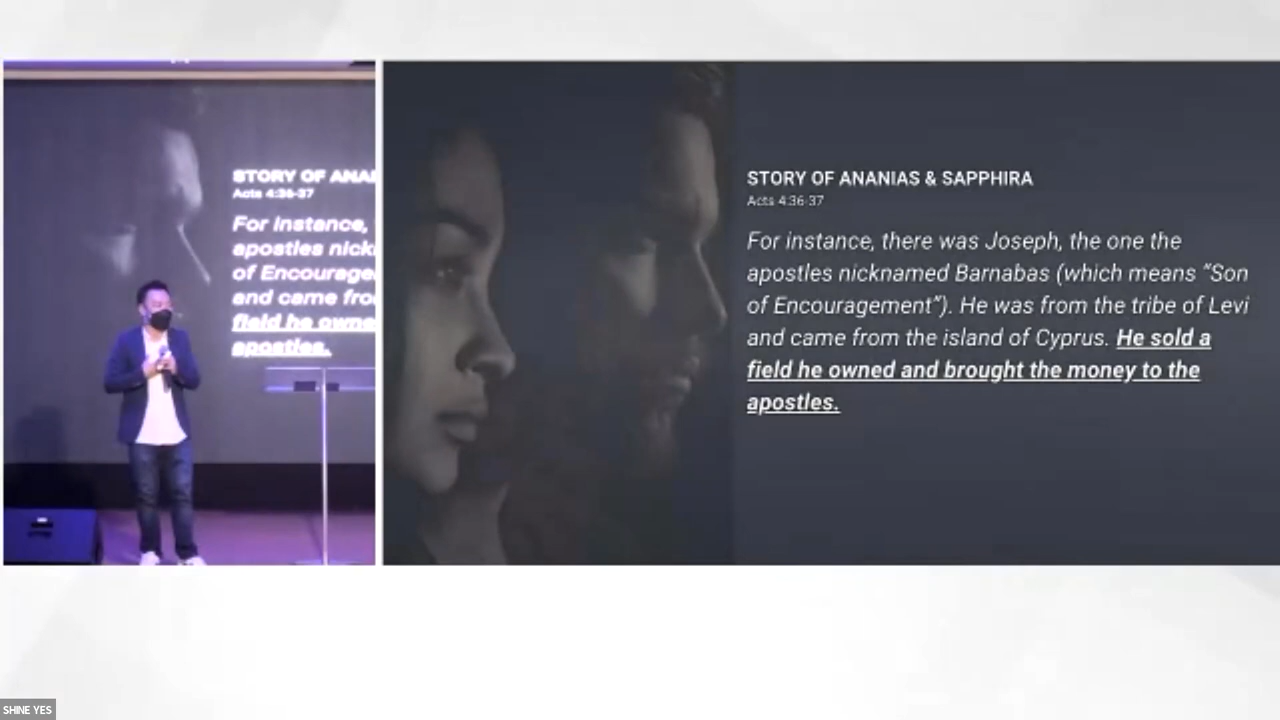 STORY OF ANAN
Acts 4:36-37
For instance,
apostles nick
of Encourage
and came fro
field he owne
apostles.
STORY OF ANANIAS & SAPPHIRA
Acts 4:36-37
For instance, there was Joseph, the one the
apostles nicknamed Barnabas (which means “Son
of Encouragement”). He was from the tribe of Levi
and came from the island of Cyprus. He sold a
field he owned and brought the money to the
apostles.
SHINE YES